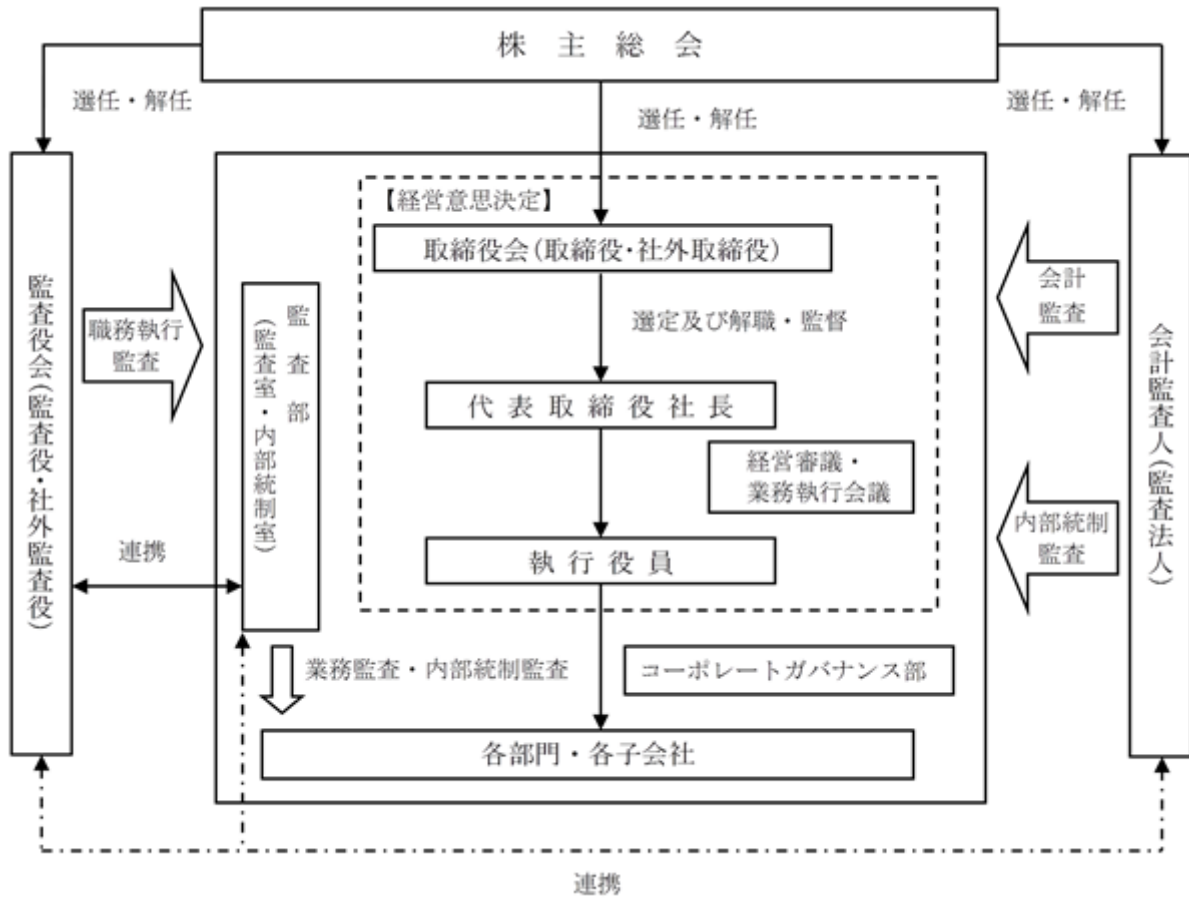 株主総会
選任・解任
選任・解任
選任・解任
【経営意思決定】
取締役会(取締役・社外取締役)
選定及び解職・監督
代表取締役社長
経営審議・
業務執行会議
執行役員
監査役会(監査役・社外監査役)
職務執行
監査
監査部
(監査室・内部統制室)
連携
会計
監査
内部統制
監査
会計監査人(監査法人)
業務監査・内部統制監査
コーポレートガバナンス部
各部門・各子会社
連携